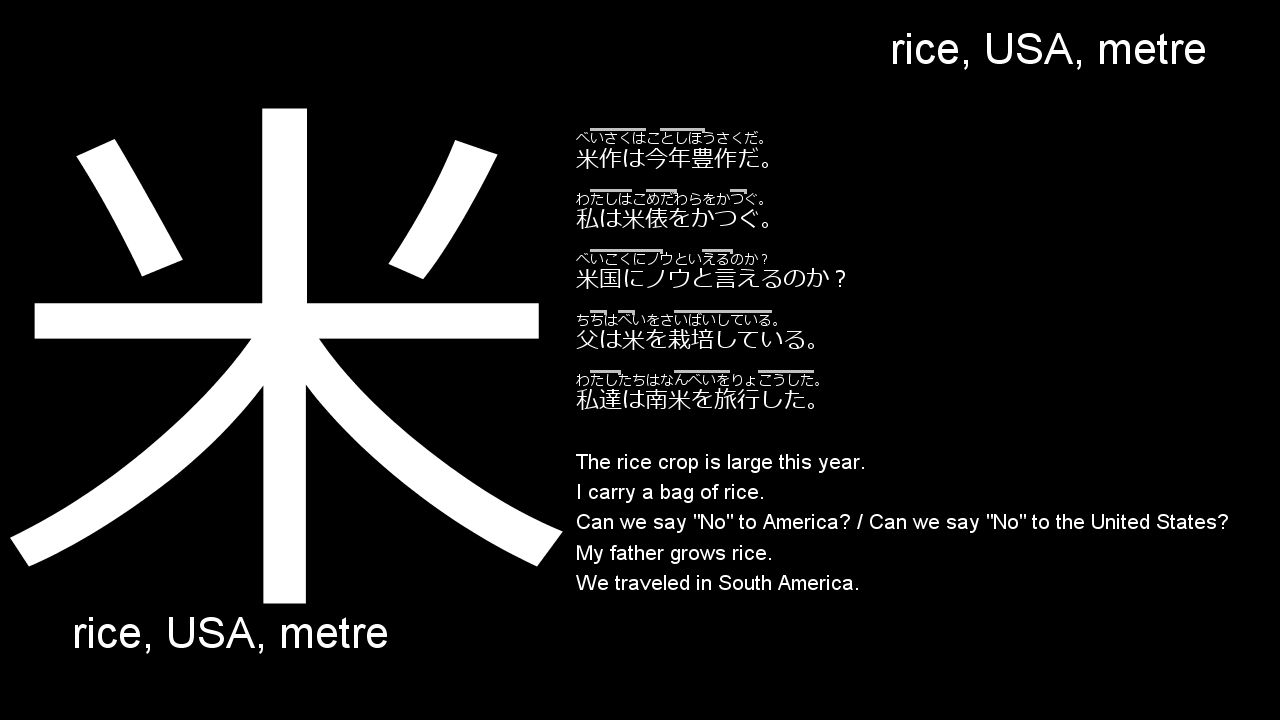 rice, USA, metre
米
べいさくはことしほうさくだ。
米作は今年豊作だ。
わたしはこめだわらをかつぐ。
私は米俵をかつぐ。
べいこくにノウといえるのか?
米国にノウと言えるのか?
ちちはべいをさいばいしている。
父は米を栽培している。
わたしたちはなんべいをりょこうした。
私達は南米を旅行した。
The rice crop is large this year.
I carry a bag of rice.
Can we say "No" to America? / Can we say "No" to the United States?
My father grows rice.
We traveled in South America.
rice, USA, metre